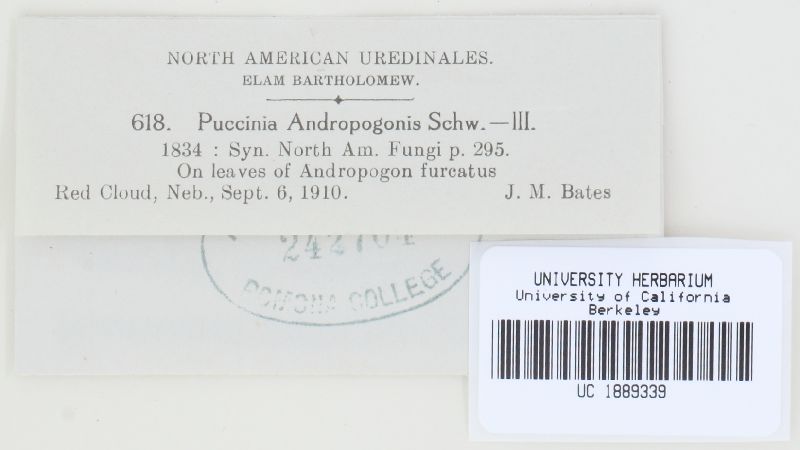 NORTH AMERICAN UREDINALES.
ELAM BARTHOLOMEW.
618. Puccinia Andropogonis Schw.—III.
1834 : Syn. North Am. Fungi p. 295.
On leaves of Andropogon furcatus
Red Cloud, Neb., Sept. 6, 1910. J. M. Bates
242704
POMONA COLLEGE
UNIVERSITY HERBARIUM
University of California
Berkeley
UC 1889339